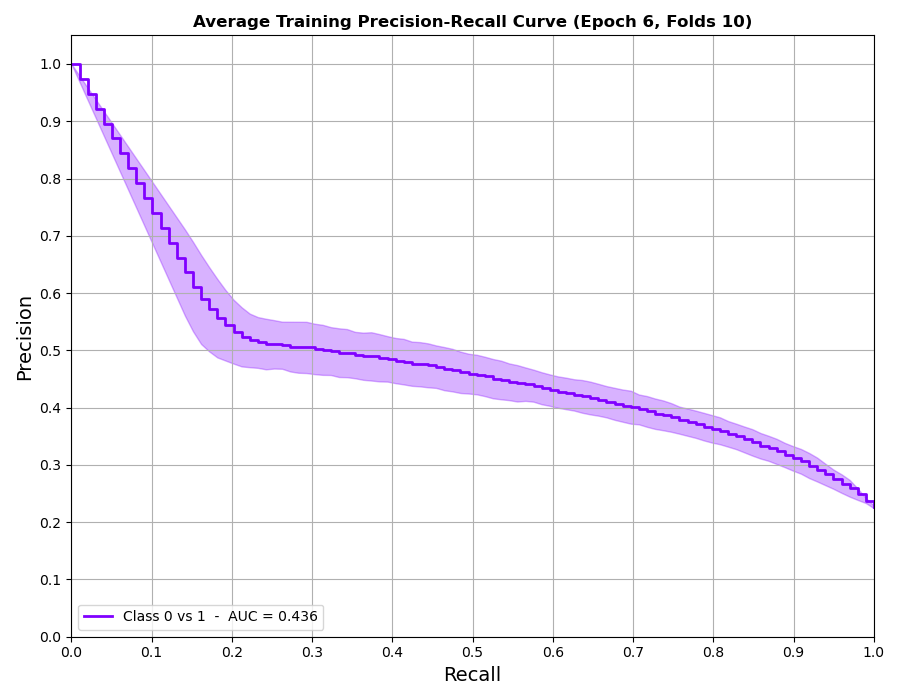 Average Training Precision-Recall Curve (Epoch 6, Folds 10)
Precision
1.0
0.9
0.8
0.7
0.6
0.5
0.4
0.3
0.2
0.1
0.0
Class 0 vs 1 - AUC = 0.436
0.0 0.1 0.2 0.3 0.4 0.5 0.6 0.7 0.8 0.9 1.0
Recall